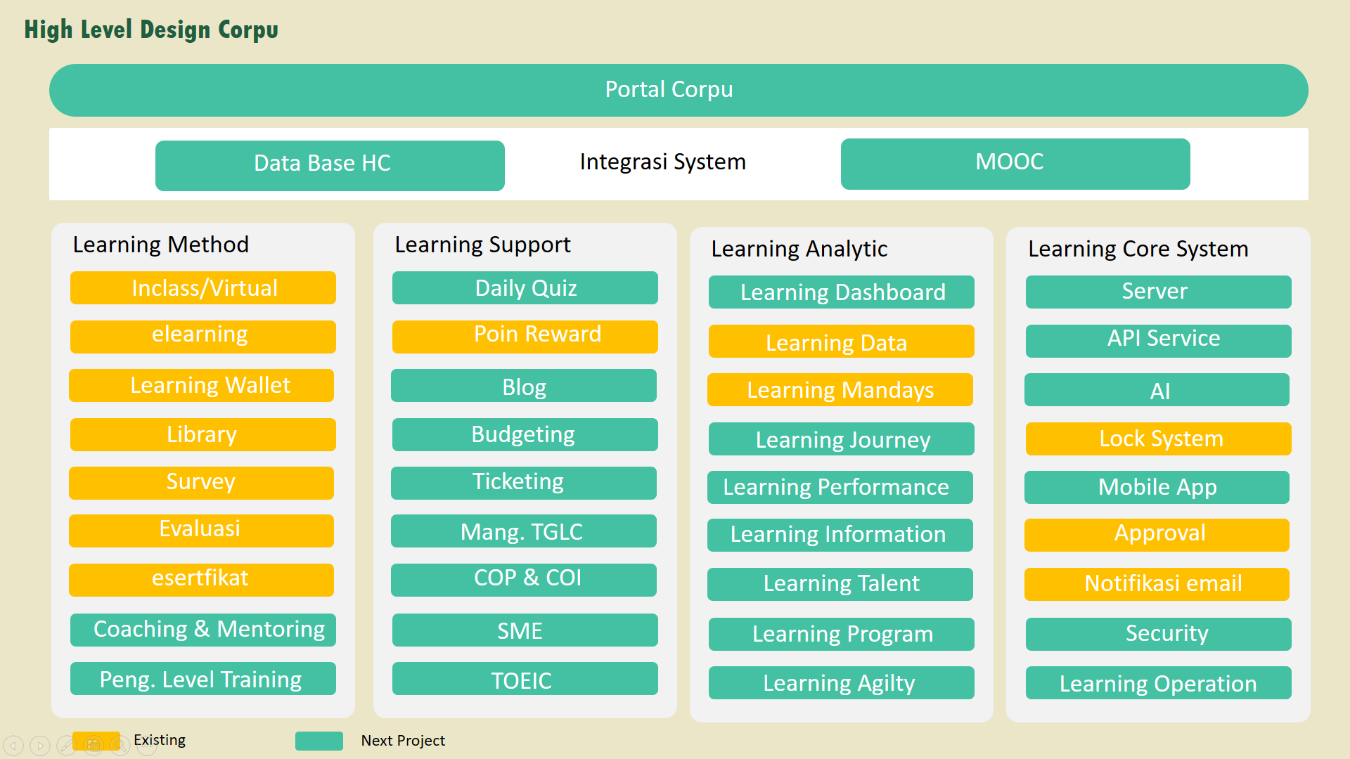 High Level Design Corpu
Portal Corpu
Data Base HC
Integrasi System
MOOC
Learning Method
Inclass/Virtual
elearning
Learning Wallet
Library
Survey
Evaluasi
esertfikat
Coaching & Mentoring
Peng. Level Training
Learning Support
Daily Quiz
Poin Reward
Blog
Budgeting
Ticketing
Mang. TGLC
COP & COI
SME
TOEIC
Learning Analytic
Learning Dashboard
Learning Data
Learning Mandays
Learning Journey
Learning Performance
Learning Information
Learning Talent
Learning Program
Learning Agilty
Learning Core System
Server
API Service
AI
Lock System
Mobile App
Approval
Notifikasi email
Security
Learning Operation
Existing
Next Project